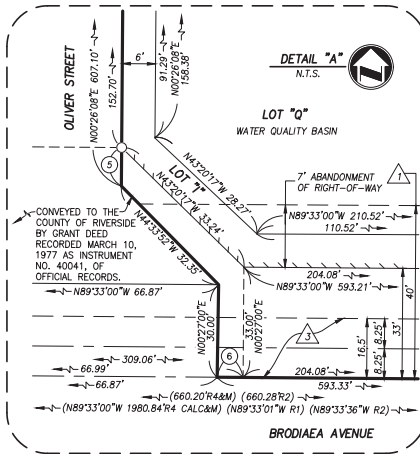 DETAIL "A"
N.T.S.
OLIVER STREET
N00°26'08"E 607.10'
152.70'
6'
91.29'
N00°26'08"E
158.38'
LOT "Q"
WATER QUALITY BASIN
N43°20'17"W 28.27'
LOT "I"
N43°20'17"W 33.24'
5
7' ABANDONMENT
OF RIGHT-OF-WAY
1
N89°33'00"W 210.52'
110.52'
CONVEYED TO THE
COUNTY OF RIVERSIDE
BY GRANT DEED
RECORDED MARCH 10,
1977 AS INSTRUMENT
NO. 40041, OF
OFFICIAL RECORDS.
N44°33'52"W 32.35'
204.08'
N89°33'00"W 593.21'
N89°33'00"W 66.87'
N00°27'00"E
30.00'
33.00'
N00°27'00"E
3
16.5'
8.25'
8.25'
33'
40'
309.06'
66.99'
66.87'
6
204.08'
593.33'
(660.20'R4&M) (660.28'R2)
(N89°33'00"W 1980.84'R4 CALC&M) (N89°33'01"W R1) (N89°33'36"W R2)
BRODIAEA AVENUE